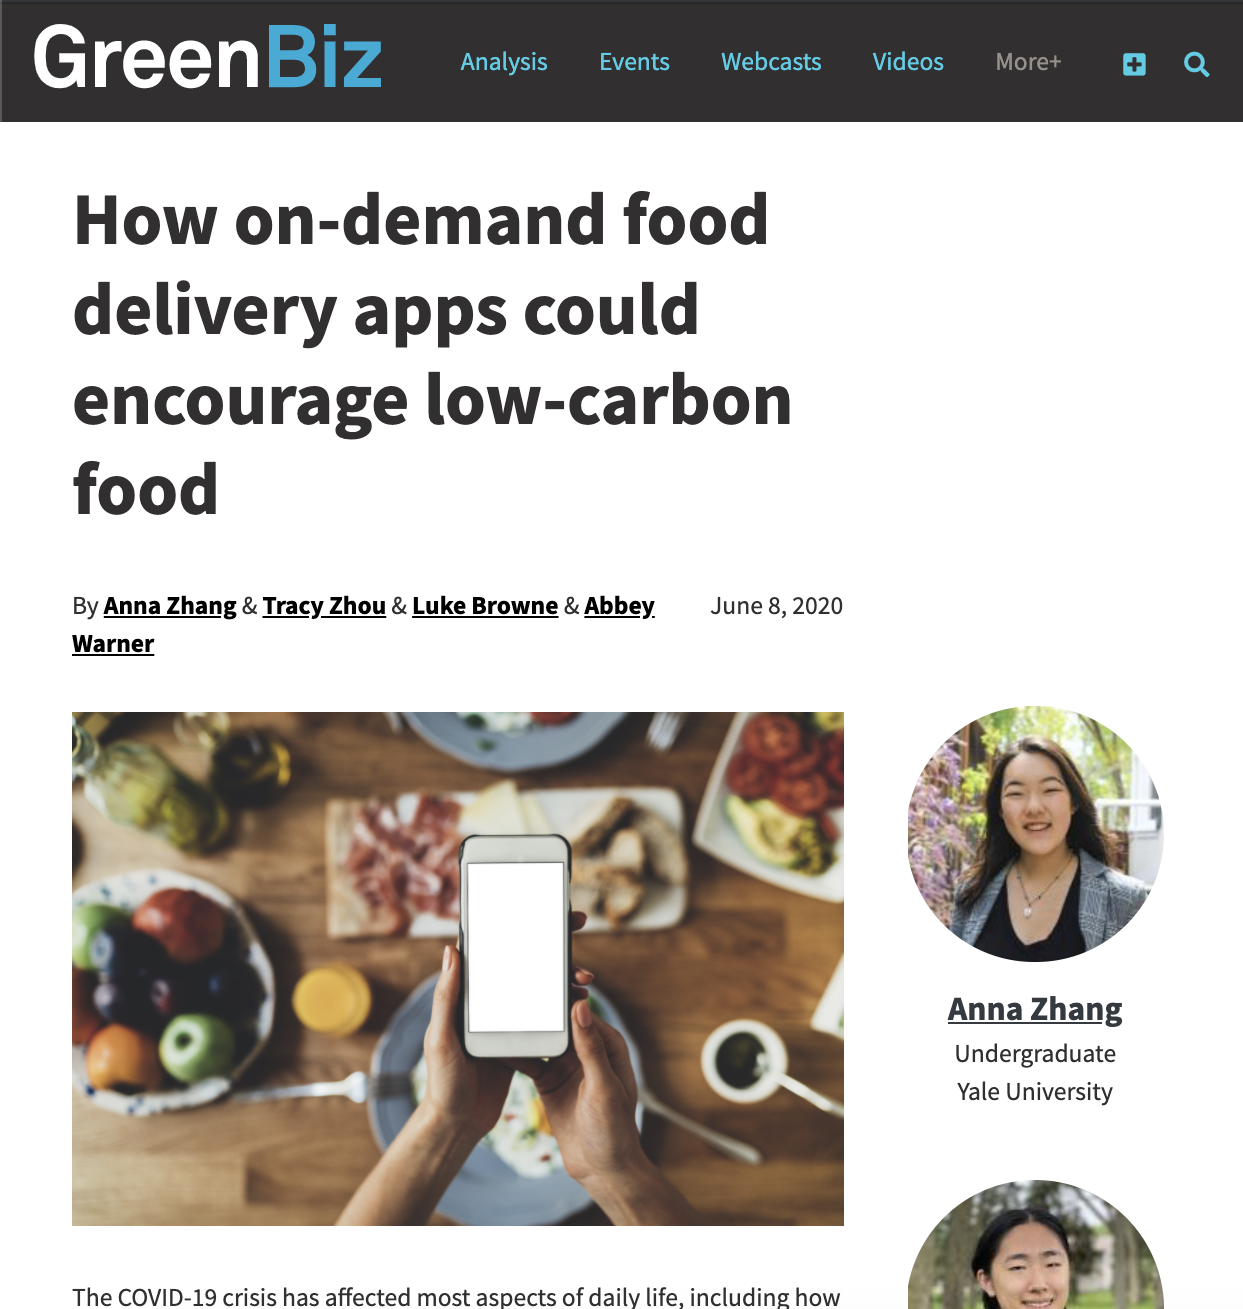 GreenBiz
Analysis Events Webcasts Videos More+
How on-demand food
delivery apps could
encourage low-carbon
food
By Anna Zhang & Tracy Zhou & Luke Browne & Abbey
Warner
June 8, 2020
Anna Zhang
Undergraduate
Yale University
The COVID-19 crisis has affected most aspects of daily life, including how